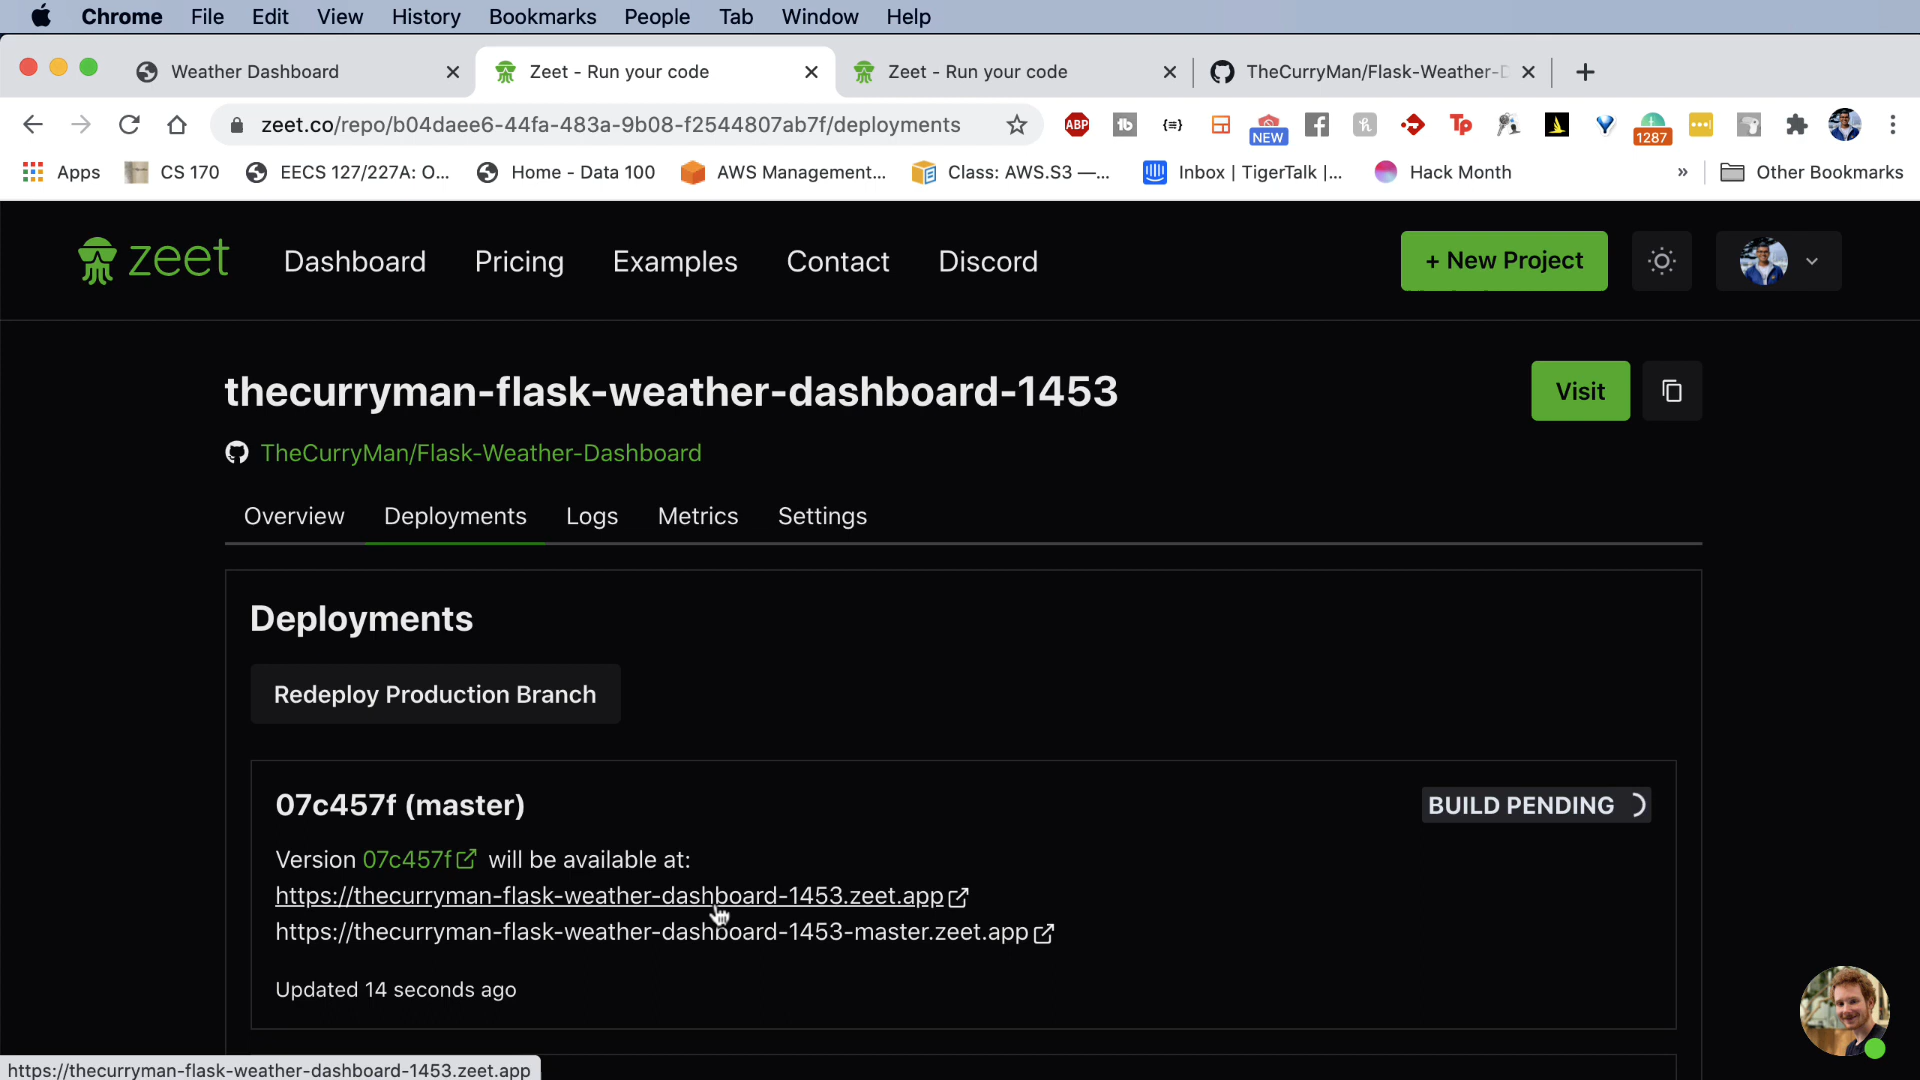 Chrome File Edit View History Bookmarks People Tab Window Help
Weather Dashboard Zeet - Run your code Zeet - Run your code TheCurryMan/Flask-Weather-D
zeet.co/repo/b04daee6-44fa-483a-9b08-f2544807ab7f/deployments ABP tb {≡} NEW h Tp 1287
Apps CS 170 EECS 127/227A: O... Home - Data 100 AWS Management... Class: AWS.S3 —... Inbox | TigerTalk |... Hack Month » Other Bookmarks
zeet Dashboard Pricing Examples Contact Discord + New Project
thecurryman-flask-weather-dashboard-1453 Visit
TheCurryMan/Flask-Weather-Dashboard
Overview Deployments Logs Metrics Settings
Deployments
Redeploy Production Branch
07c457f (master) BUILD PENDING
Version 07c457f will be available at:
https://thecurryman-flask-weather-dashboard-1453.zeet.app
https://thecurryman-flask-weather-dashboard-1453-master.zeet.app
Updated 14 seconds ago
https://thecurryman-flask-weather-dashboard-1453.zeet.app